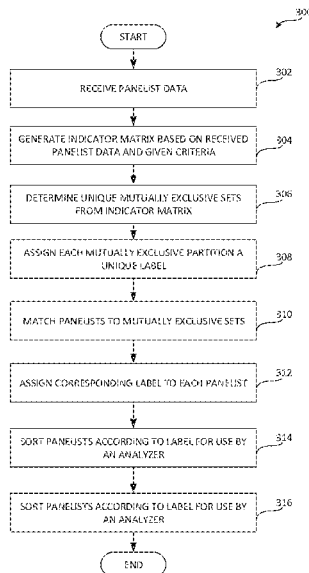 300
START
RECEIVE PANELIST DATA
302
GENERATE INDICATOR MATRIX BASED ON RECEIVED
PANELIST DATA AND GIVEN CRITERIA
304
DETERMINE UNIQUE MUTUALLY EXCLUSIVE SETS
FROM INDICATOR MATRIX
306
ASSIGN EACH MUTUALLY EXCLUSIVE PARTITION A
UNIQUE LABEL
308
MATCH PANELISTS TO MUTUALLY EXCLUSIVE SETS
310
ASSIGN CORRESPONDING LABEL TO EACH PANELIST
312
SORT PANELISTS ACCORDING TO LABEL FOR USE BY
AN ANALYZER
314
SORT PANELISTS ACCORDING TO LABEL FOR USE BY
AN ANALYZER
316
END